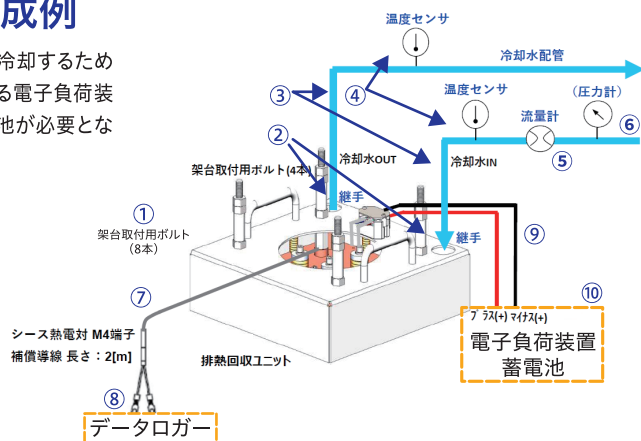 成例
冷却するため
る電子負荷装
池が必要とな
温度センサ
冷却水配管
③
④
温度センサ
(圧力計)
流量計
⑥
②
冷却水OUT
冷却水IN
⑤
架台取付用ボルト(4本)
継手
①
架台取付用ボルト
(8本)
継手
⑨
⑦
⑩
プラス(+) マイナス(+)
シース熱電対 M4端子
補償導線 長さ：2[m]
排熱回収ユニット
電子負荷装置
蓄電池
⑧
データロガー